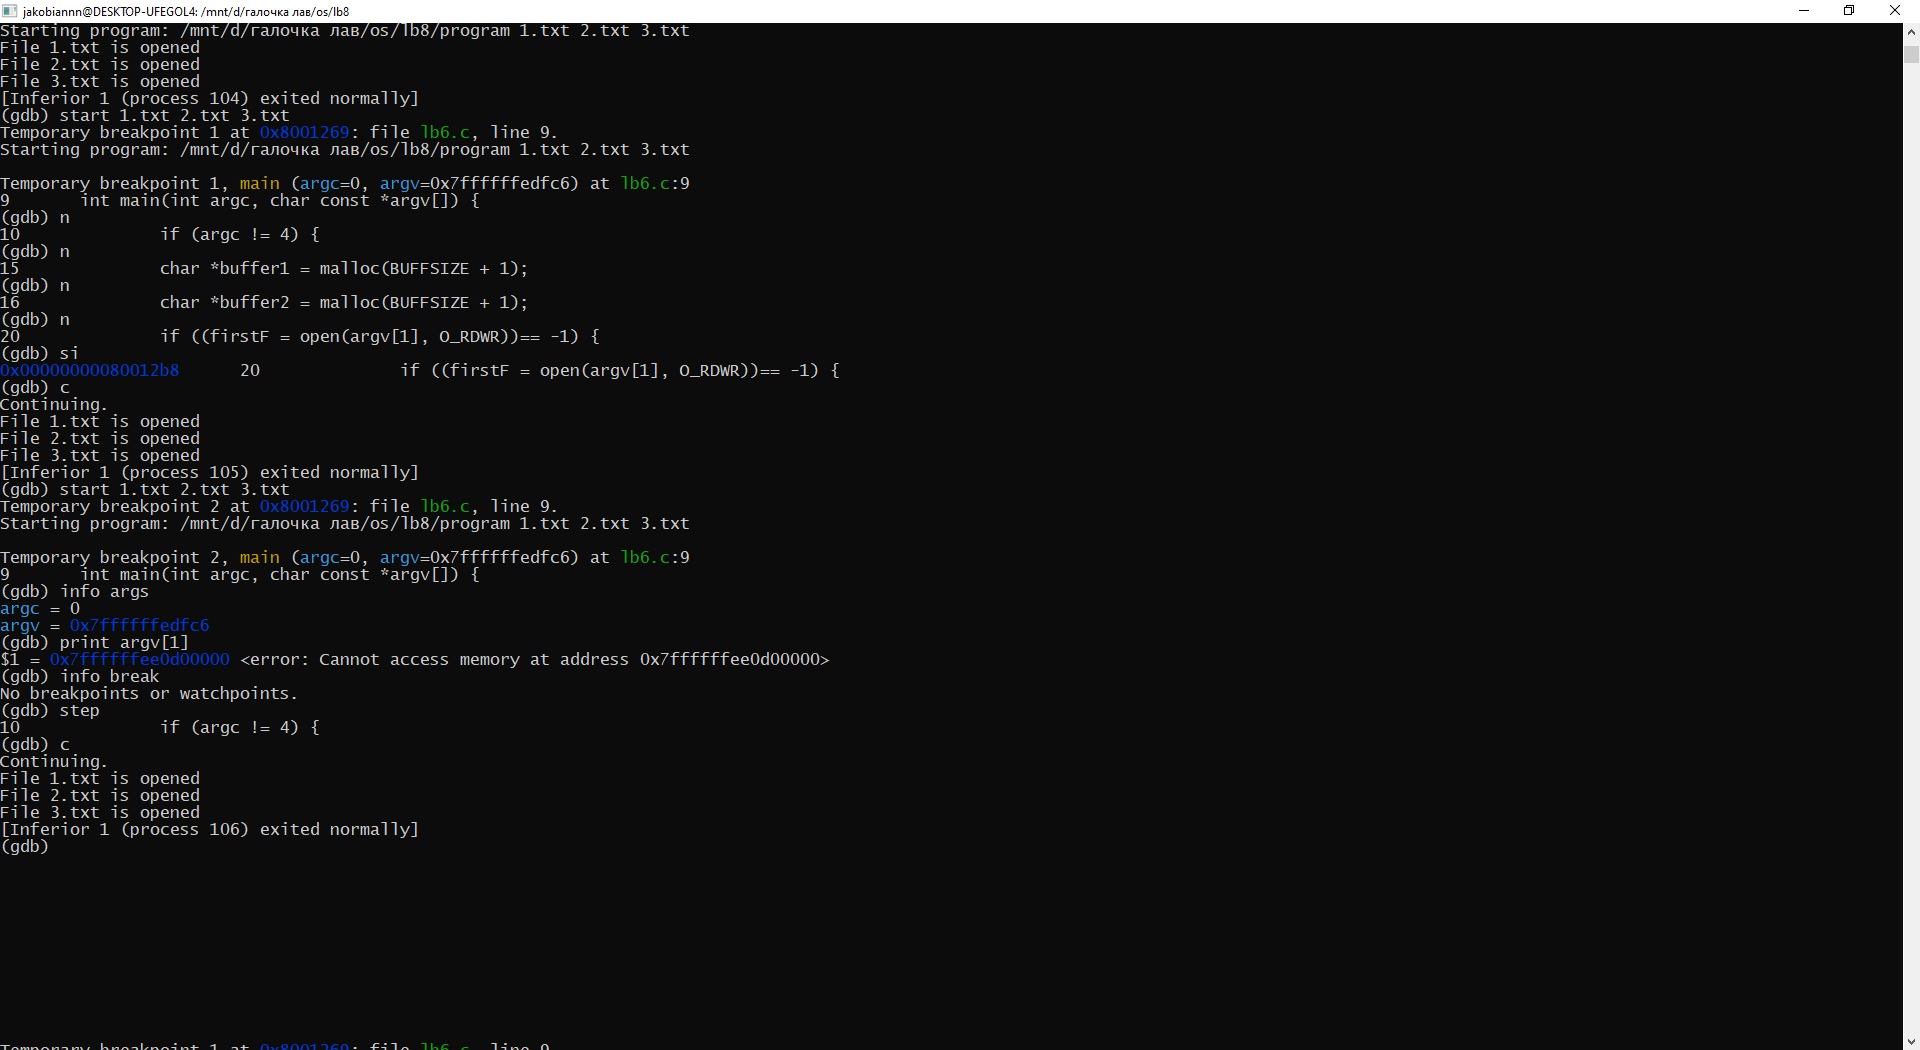 jakobiannn@DESKTOP-UFEGOL4: /mnt/d/галочка лав/os/lb8
Starting program: /mnt/d/галочка лав/os/lb8/program 1.txt 2.txt 3.txt
File 1.txt is opened
File 2.txt is opened
File 3.txt is opened
[Inferior 1 (process 104) exited normally]
(gdb) start 1.txt 2.txt 3.txt
Temporary breakpoint 1 at 0x8001269: file lb6.c, line 9.
Starting program: /mnt/d/галочка лав/os/lb8/program 1.txt 2.txt 3.txt
Temporary breakpoint 1, main (argc=0, argv=0x7ffffffedfc6) at lb6.c:9
9       int main(int argc, char const *argv[]) {
(gdb) n
10              if (argc != 4) {
(gdb) n
15              char *buffer1 = malloc(BUFFSIZE + 1);
(gdb) n
16              char *buffer2 = malloc(BUFFSIZE + 1);
(gdb) n
20              if ((firstF = open(argv[1], O_RDWR))== -1) {
(gdb) si
0x00000000080012b8      20              if ((firstF = open(argv[1], O_RDWR))== -1) {
(gdb) c
Continuing.
File 1.txt is opened
File 2.txt is opened
File 3.txt is opened
[Inferior 1 (process 105) exited normally]
(gdb) start 1.txt 2.txt 3.txt
Temporary breakpoint 2 at 0x8001269: file lb6.c, line 9.
Starting program: /mnt/d/галочка лав/os/lb8/program 1.txt 2.txt 3.txt
Temporary breakpoint 2, main (argc=0, argv=0x7ffffffedfc6) at lb6.c:9
9       int main(int argc, char const *argv[]) {
(gdb) info args
argc = 0
argv = 0x7ffffffedfc6
(gdb) print argv[1]
$1 = 0x7ffffffee0d00000 <error: Cannot access memory at address 0x7ffffffee0d00000>
(gdb) info break
No breakpoints or watchpoints.
(gdb) step
10              if (argc != 4) {
(gdb) c
Continuing.
File 1.txt is opened
File 2.txt is opened
File 3.txt is opened
[Inferior 1 (process 106) exited normally]
(gdb)
Temporary breakpoint 1 at 0x8001269: file lb6.c, line 9.